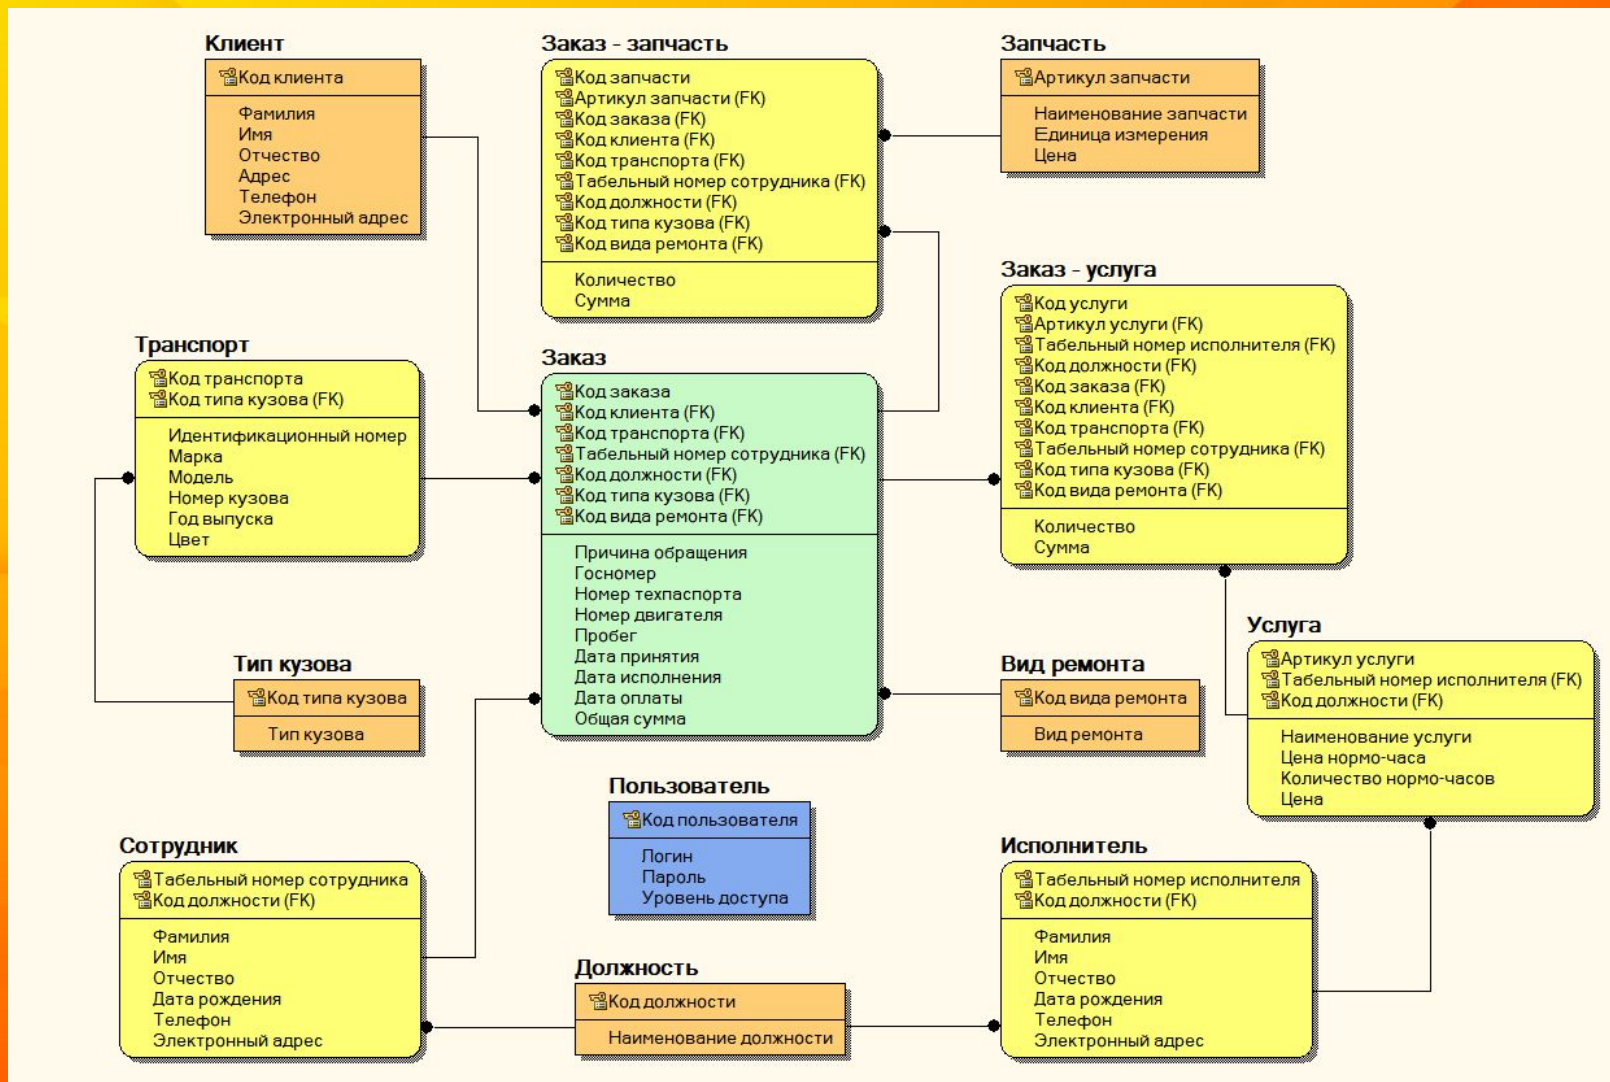 Клиент
Код клиента
Фамилия
Имя
Отчество
Адрес
Телефон
Электронный адрес
Заказ - запчасть
Код запчасти
Артикул запчасти (FK)
Код заказа (FK)
Код клиента (FK)
Код транспорта (FK)
Табельный номер сотрудника (FK)
Код должности (FK)
Код типа кузова (FK)
Код вида ремонта (FK)
Количество
Сумма
Запчасть
Артикул запчасти
Наименование запчасти
Единица измерения
Цена
Заказ - услуга
Код услуги
Артикул услуги (FK)
Табельный номер исполнителя (FK)
Код должности (FK)
Код заказа (FK)
Код клиента (FK)
Код транспорта (FK)
Табельный номер сотрудника (FK)
Код типа кузова (FK)
Код вида ремонта (FK)
Количество
Сумма
Транспорт
Код транспорта
Код типа кузова (FK)
Идентификационный номер
Марка
Модель
Номер кузова
Год выпуска
Цвет
Заказ
Код заказа
Код клиента (FK)
Код транспорта (FK)
Табельный номер сотрудника (FK)
Код должности (FK)
Код типа кузова (FK)
Код вида ремонта (FK)
Причина обращения
Госномер
Номер техпаспорта
Номер двигателя
Пробег
Дата принятия
Дата исполнения
Дата оплаты
Общая сумма
Услуга
Артикул услуги
Табельный номер исполнителя (FK)
Код должности (FK)
Наименование услуги
Цена нормо-часа
Количество нормо-часов
Цена
Тип кузова
Код типа кузова
Тип кузова
Вид ремонта
Код вида ремонта
Вид ремонта
Пользователь
Код пользователя
Логин
Пароль
Уровень доступа
Сотрудник
Табельный номер сотрудника
Код должности (FK)
Фамилия
Имя
Отчество
Дата рождения
Телефон
Электронный адрес
Должность
Код должности
Наименование должности
Исполнитель
Табельный номер исполнителя
Код должности (FK)
Фамилия
Имя
Отчество
Дата рождения
Телефон
Электронный адрес